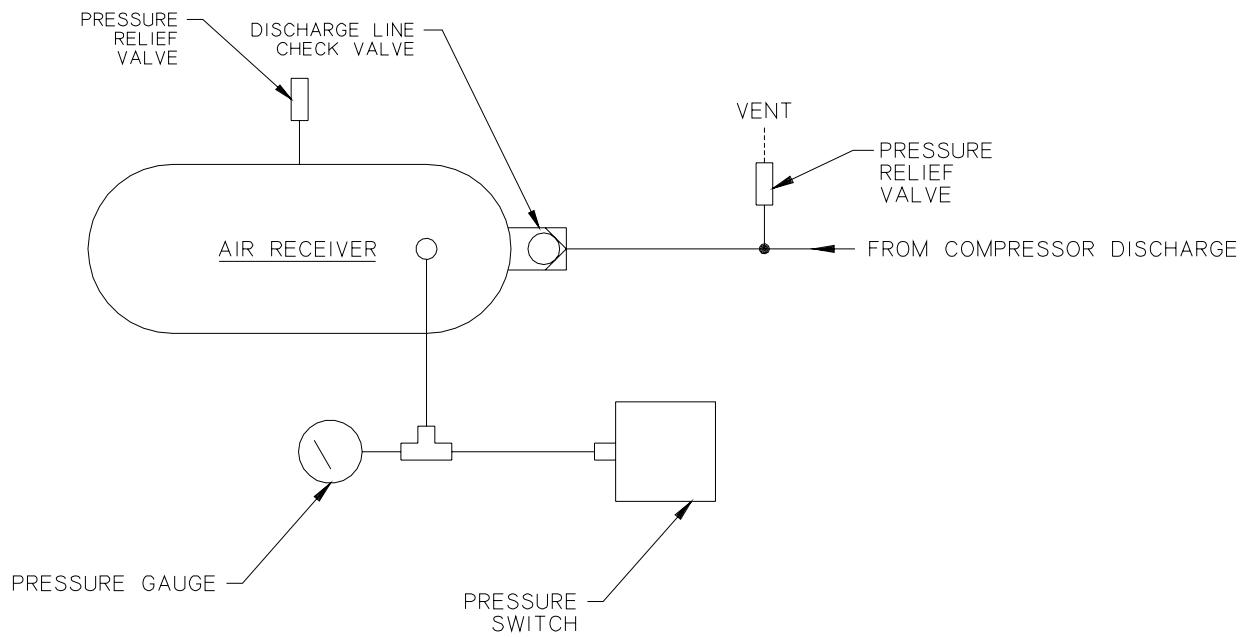 PRESSURE
RELIEF
VALVE
DISCHARGE LINE
CHECK VALVE
VENT
PRESSURE
RELIEF
VALVE
AIR RECEIVER
FROM COMPRESSOR DISCHARGE
PRESSURE GAUGE
PRESSURE
SWITCH